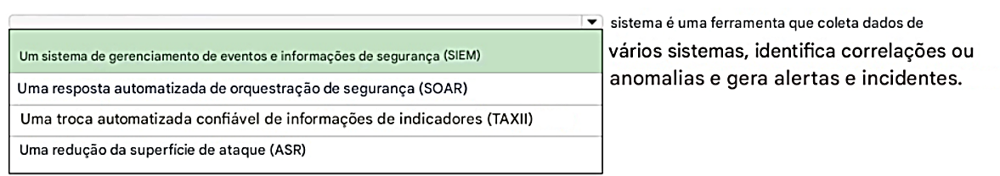 sistema é uma ferramenta que coleta dados de
Um sistema de gerenciamento de eventos e informações de segurança (SIEM)
vários sistemas, identifica correlações ou
Uma resposta automatizada de orquestração de segurança (SOAR)
anomalias e gera alertas e incidentes.
Uma troca automatizada confiável de informações de indicadores (TAXII)
Uma redução da superfície de ataque (ASR)